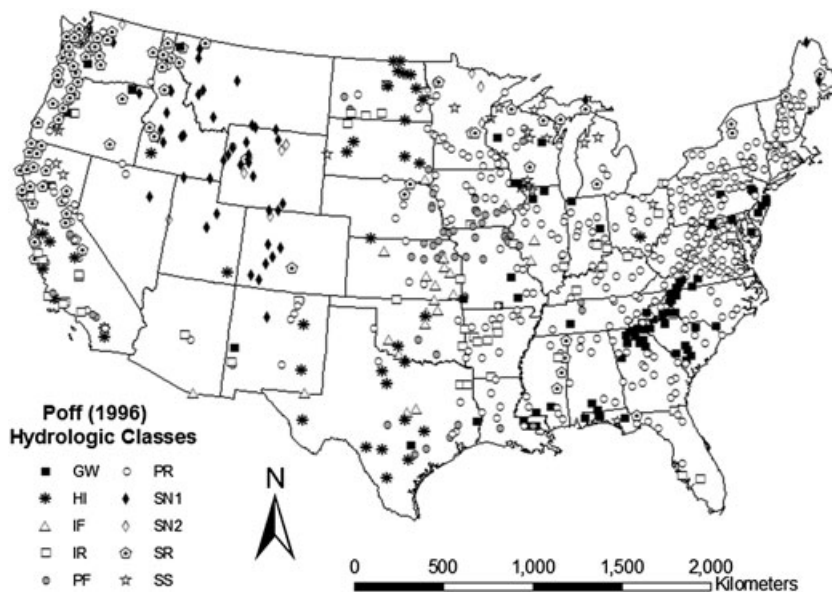 Poff (1996)
Hydrologic Classes
GW PR
HI SN1
IF SN2
IR SR
PF SS
N
0 500 1,000 1,500 2,000
Kilometers